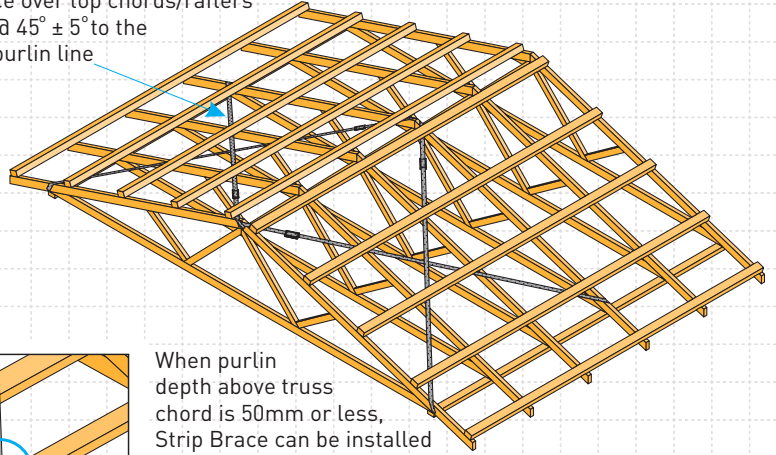 over top chords/rafters
@ 45° ± 5° to the
purlin line
When purlin
depth above truss
chord is 50mm or less,
Strip Brace can be installed